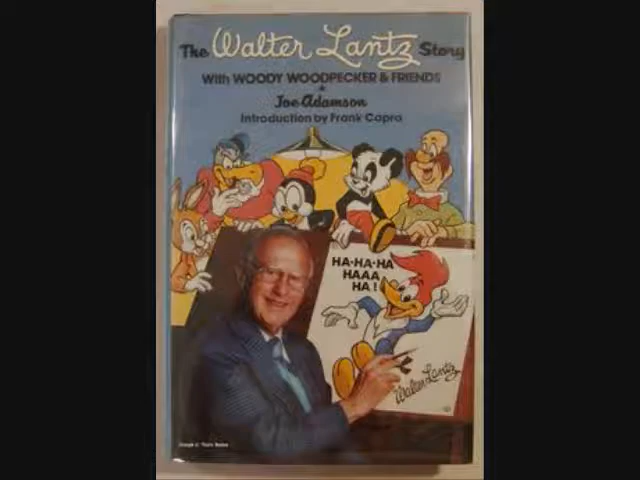 The Walter Lantz Story
With WOODY WOODPECKER & FRIENDS
Joe Adamson
Introduction by Frank Capra
HA-HA-HA
HAAA
HA!
Walter Lantz